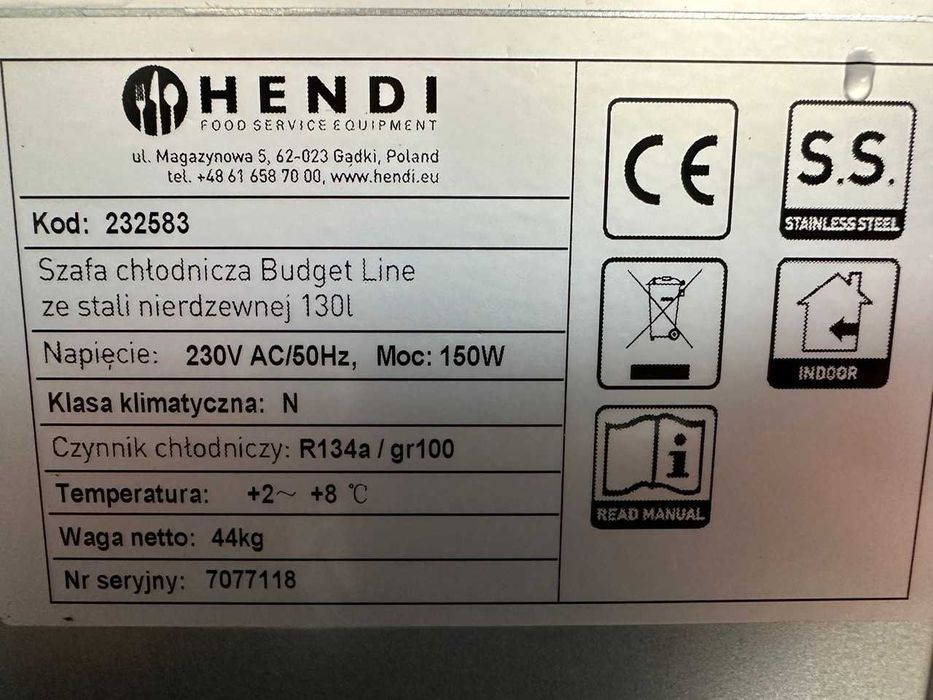 HENDI
FOOD SERVICE EQUIPMENT
ul. Magazynowa 5, 62-023 Gądki, Poland
tel. +48 61 658 70 00, www.hendi.eu
Kod: 232583
Szafa chłodnicza Budget Line
ze stali nierdzewnej 130l
Napięcie: 230V AC/50Hz, Moc: 150W
Klasa klimatyczna: N
Czynnik chłodniczy: R134a / gr100
Temperatura: +2~ +8 ℃
Waga netto: 44kg
Nr seryjny: 7077118
CE
S.S.
STAINLESS STEEL
INDOOR
i
READ MANUAL